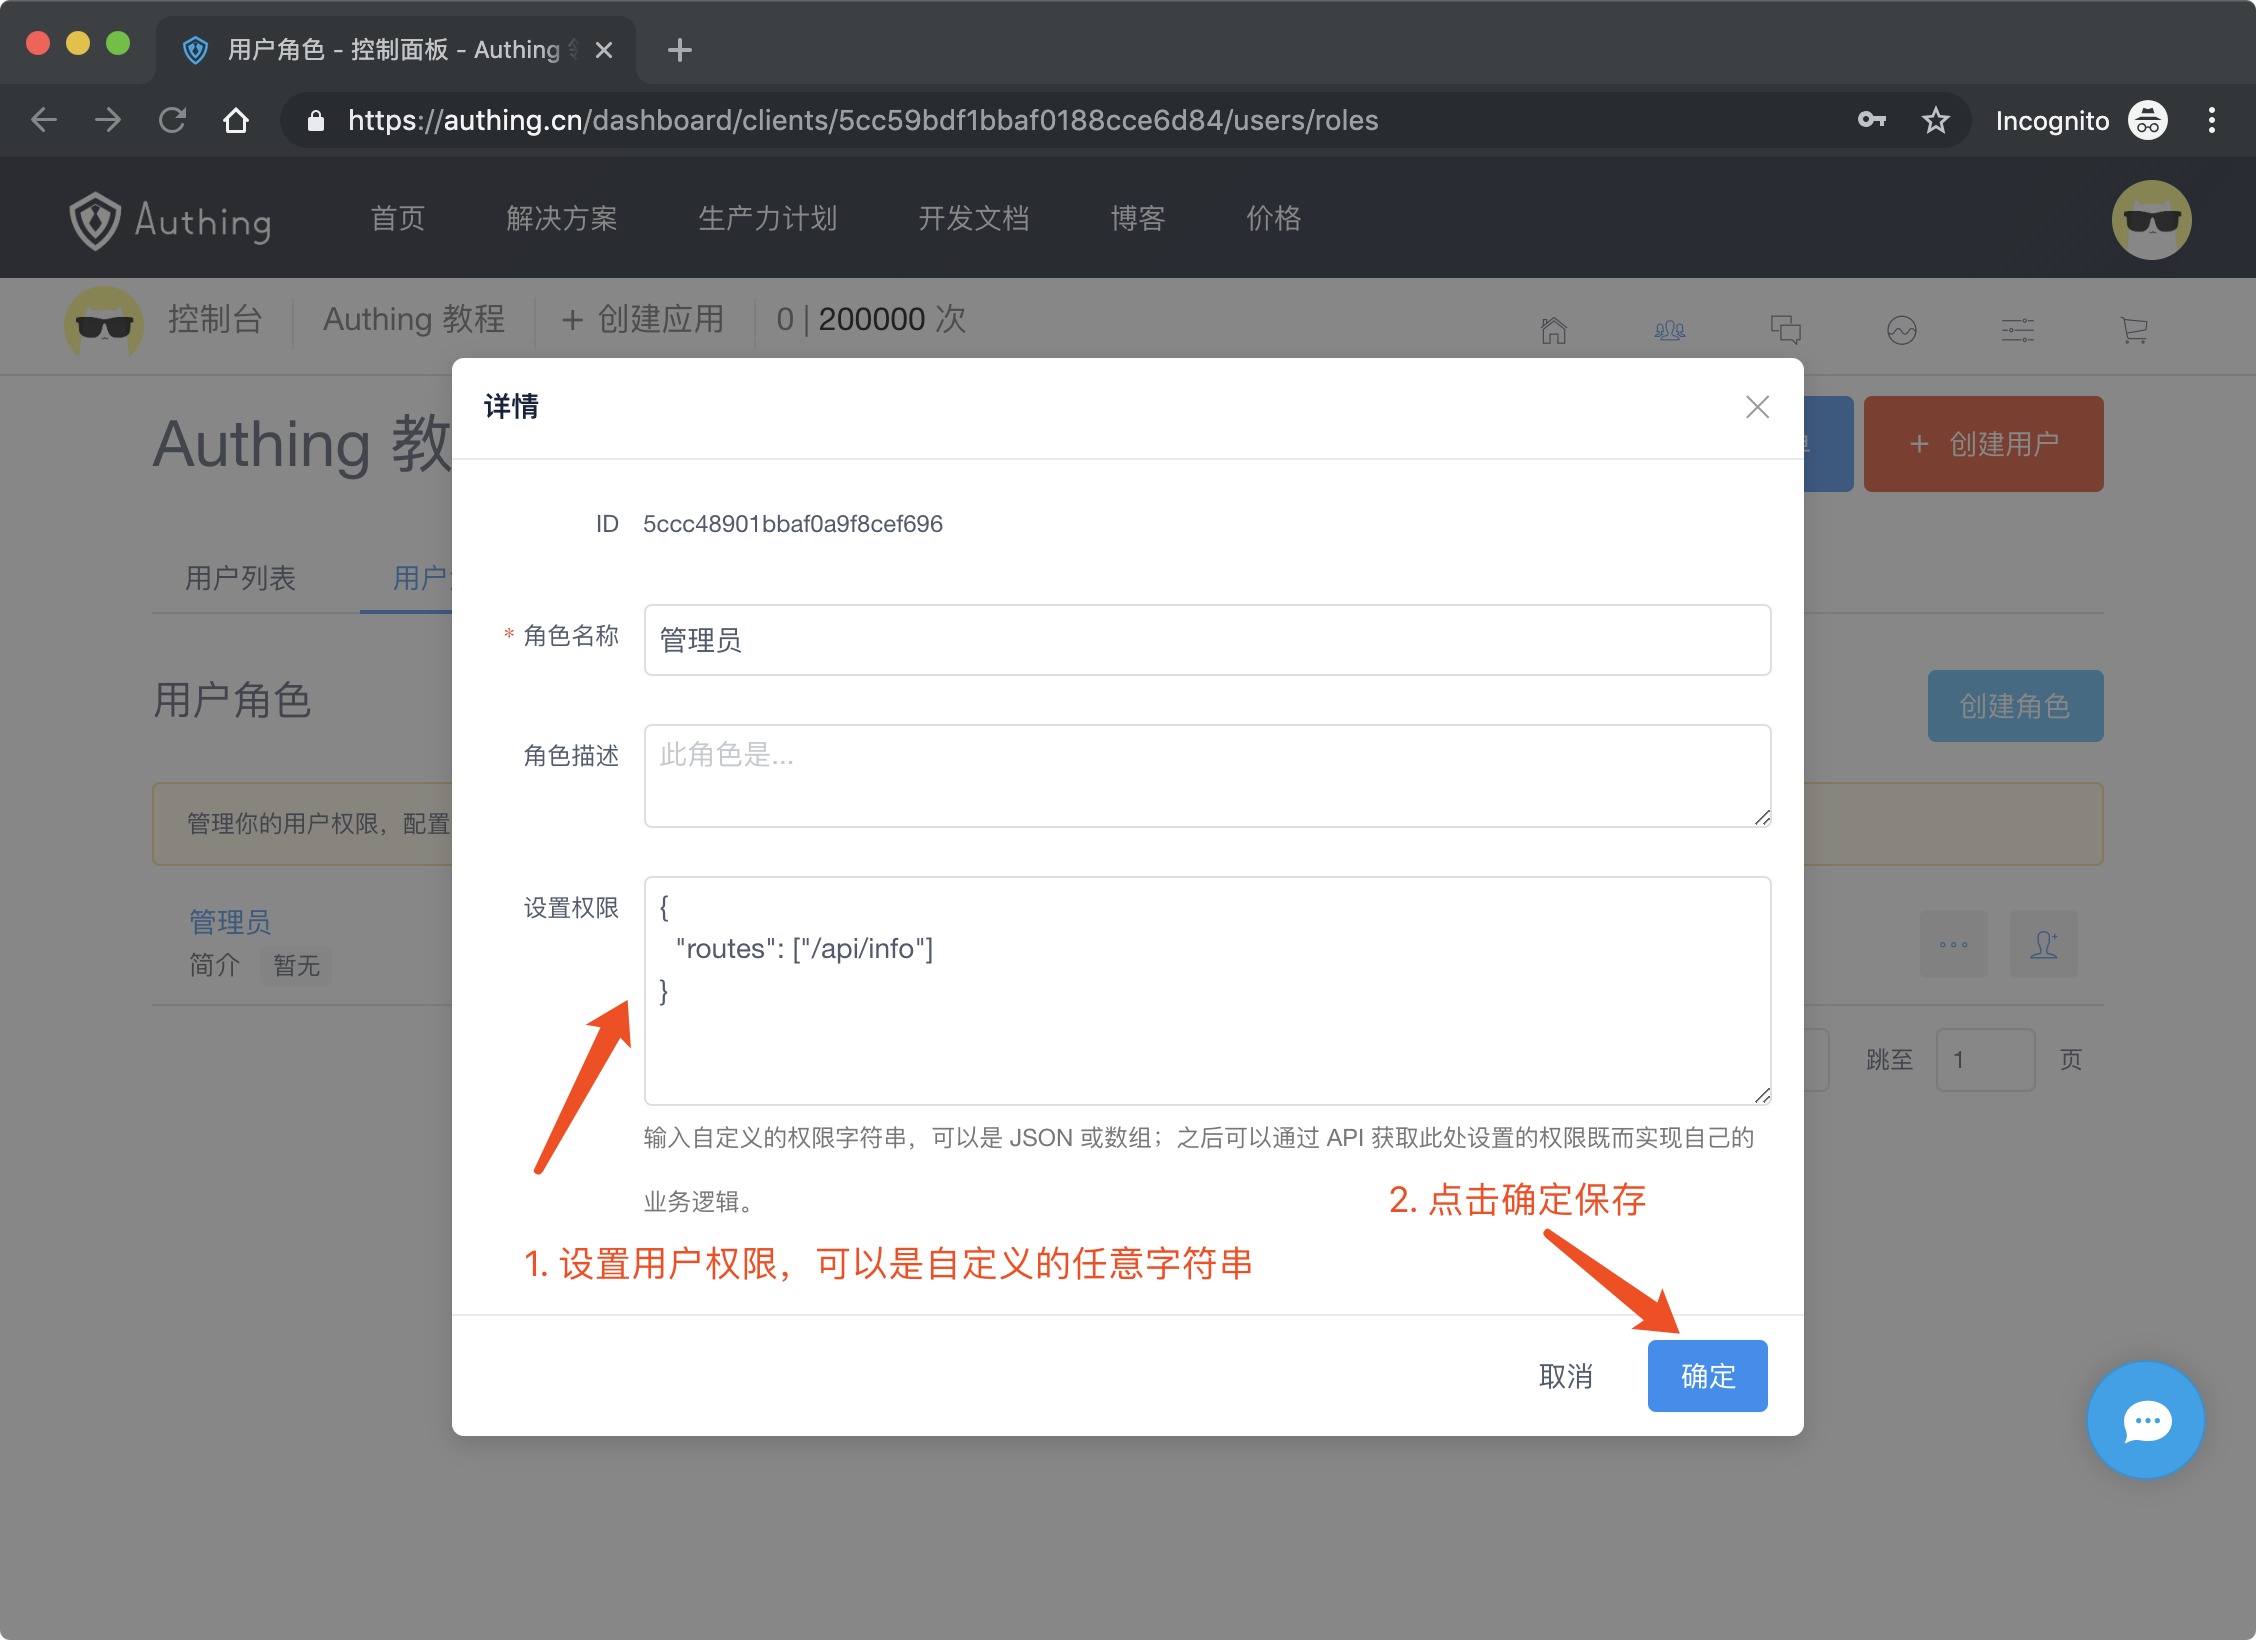 用户角色 - 控制面板 - Authing
https://authing.cn/dashboard/clients/5cc59bdf1bbaf0188cce6d84/users/roles
Incognito
Authing
首页
解决方案
生产力计划
开发文档
博客
价格
控制台
Authing 教程
+ 创建应用
0 | 200000 次
Authing 教
+ 创建用户
用户列表
用户
用户角色
创建角色
管理你的用户权限，配置
管理员
简介 暂无
跳至 1 页
详情
ID 5ccc48901bbaf0a9f8cef696
* 角色名称 管理员
角色描述 此角色是...
设置权限 {
"routes": ["/api/info"]
}
输入自定义的权限字符串，可以是 JSON 或数组；之后可以通过 API 获取此处设置的权限既而实现自己的
业务逻辑。
2. 点击确定保存
1. 设置用户权限，可以是自定义的任意字符串
取消
确定